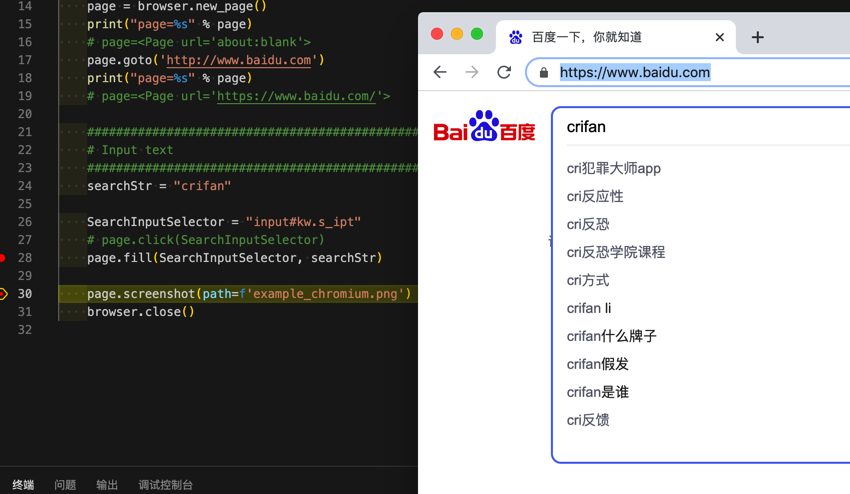 14 page = browser.new_page()
15 print("page=%s" % page)
16 # page=<Page url='about:blank'>
17 page.goto('http://www.baidu.com')
18 print("page=%s" % page)
19 # page=<Page url='https://www.baidu.com/'>
20
21 ################################################
22 # Input text
23 ################################################
24 searchStr = "crifan"
25
26 SearchInputSelector = "input#kw.s_ipt"
27 # page.click(SearchInputSelector)
28 page.fill(SearchInputSelector, searchStr)
29
30 page.screenshot(path=f'example_chromium.png')
31 browser.close()
32
终端 问题 输出 调试控制台
百度一下，你就知道
https://www.baidu.com
Bai du 百度
crifan
cri犯罪大师app
cri反应性
cri反恐
cri反恐学院课程
cri方式
crifan li
crifan什么牌子
crifan假发
crifan是谁
cri反馈